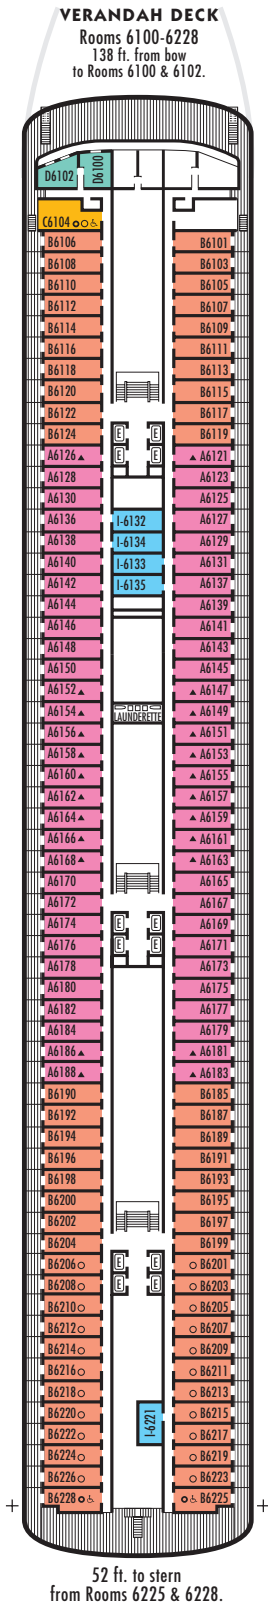 VERANDAH DECK
Rooms 6100-6228
138 ft. from bow
to Rooms 6100 & 6102.
D6102 D6100
C6104
B6106 B6101
B6108 B6103
B6110 B6105
B6112 B6107
B6114 B6109
B6116 B6111
B6118 B6113
B6120 B6115
B6122 B6117
B6124 E E B6119
A6126 E E A6121
A6128 A6123
A6130 A6125
A6136 I-6132 A6127
A6138 I-6134 A6129
A6140 I-6133 A6131
A6142 I-6135 A6137
A6144 A6139
A6146 A6141
A6148 A6143
A6150 A6145
A6152 A6147
A6154 LAUNDERETTE A6149
A6156 A6151
A6158 A6153
A6160 A6155
A6162 A6157
A6164 A6159
A6166 A6161
A6168 A6163
A6170 A6165
A6172 A6167
A6174 E E A6169
A6176 E E A6171
A6178 A6173
A6180 A6175
A6182 A6177
A6184 A6179
A6186 A6181
A6188 A6183
B6190 B6185
B6192 B6187
B6194 B6189
B6196 B6191
B6198 B6193
B6200 B6195
B6202 B6197
B6204 B6199
B6206 E E B6201
B6208 E E B6203
B6210 B6205
B6212 B6207
B6214 B6209
B6216 B6211
B6218 B6213
B6220 I-6221 B6215
B6222 B6217
B6224 B6219
B6226 B6223
B6228 B6225
52 ft. to stern
from Rooms 6225 & 6228.